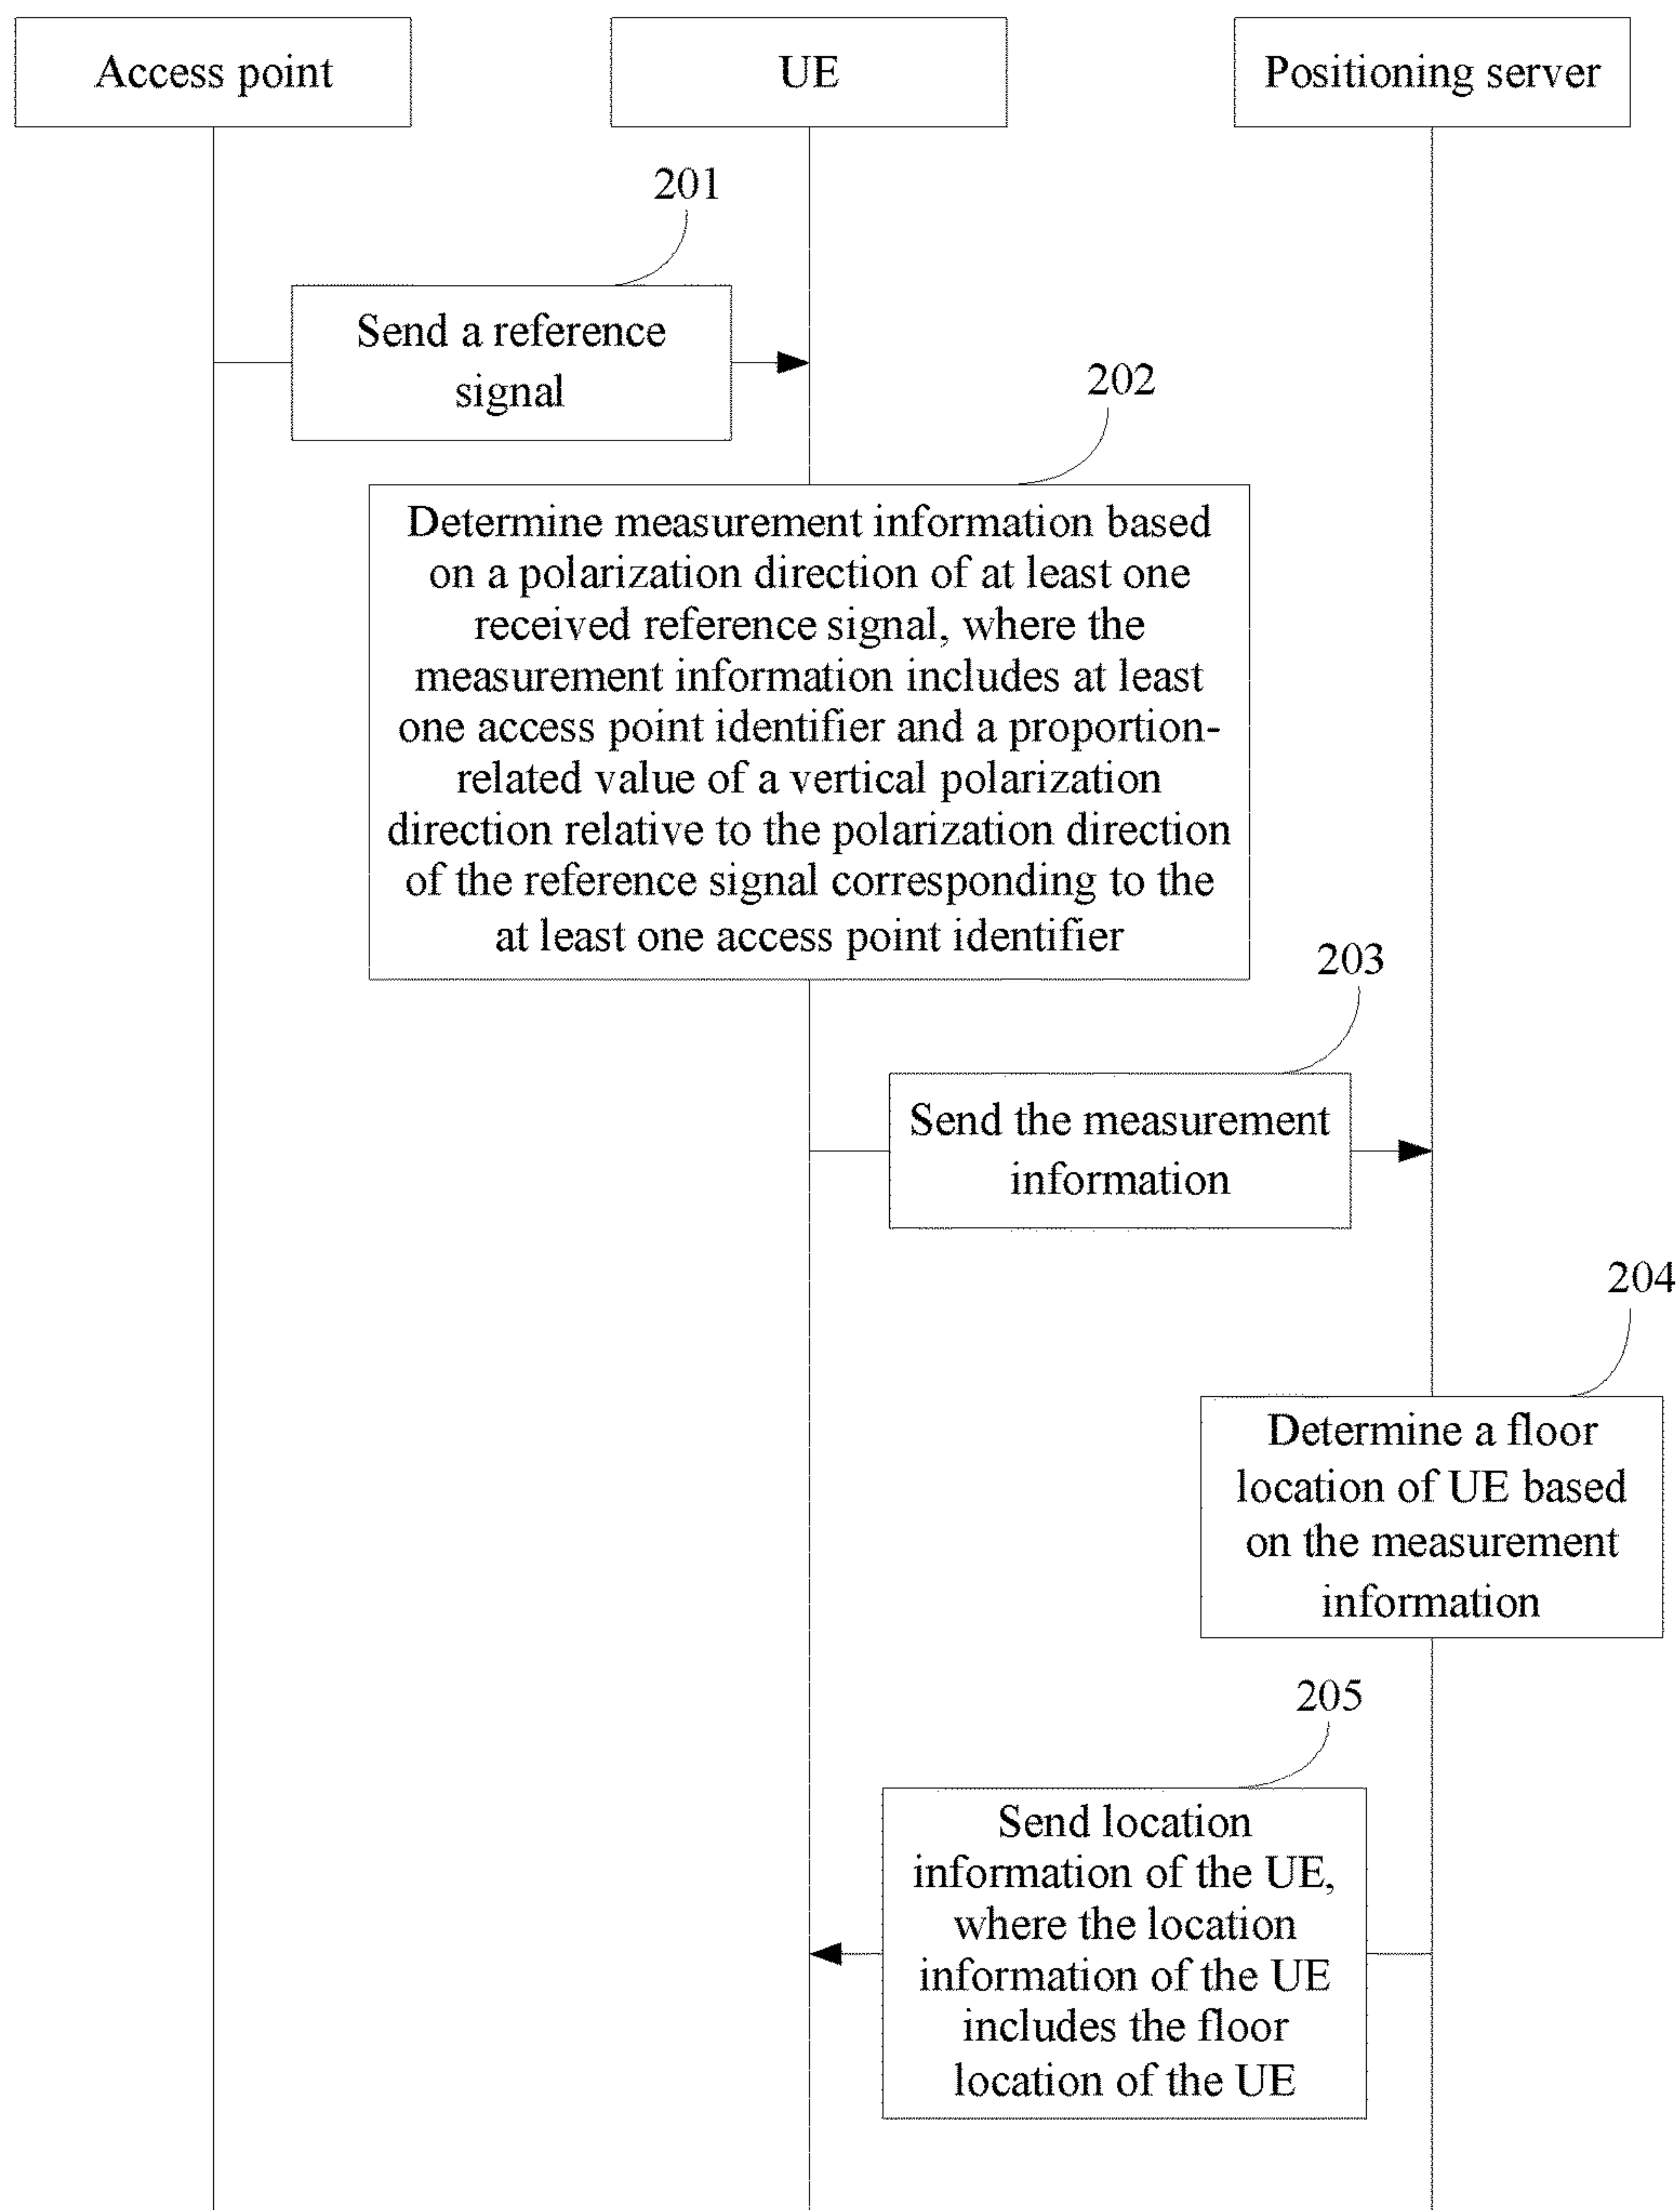 Access point
UE
Positioning server
201
Send a reference
signal
202
Determine measurement information based
on a polarization direction of at least one
received reference signal, where the
measurement information includes at least
one access point identifier and a proportion-
related value of a vertical polarization
direction relative to the polarization direction
of the reference signal corresponding to the
at least one access point identifier
203
Send the measurement
information
204
Determine a floor
location of UE based
on the measurement
information
205
Send location
information of the UE,
where the location
information of the UE
includes the floor
location of the UE